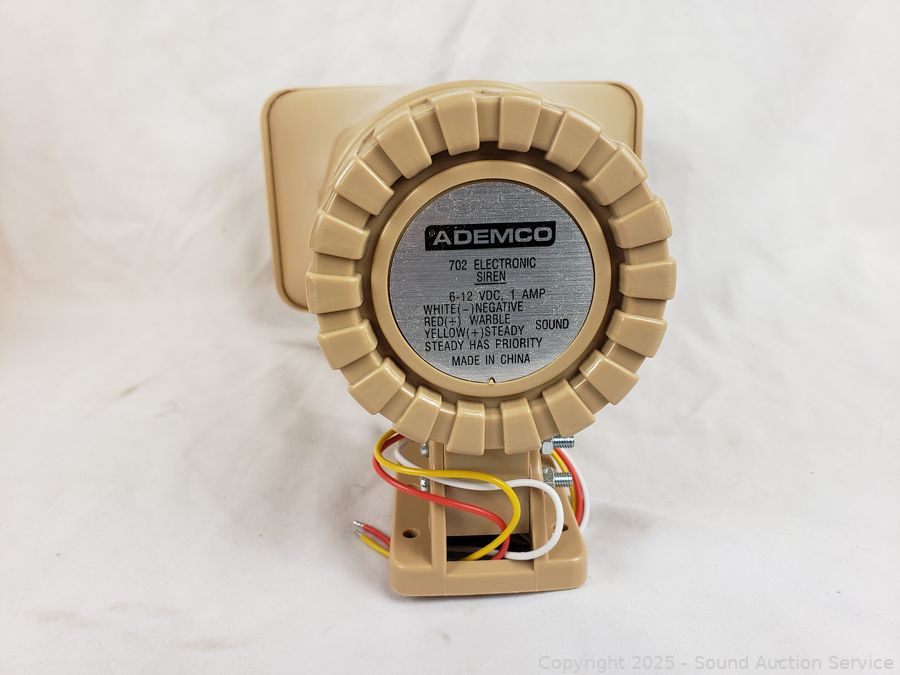 ADEMCO
702 ELECTRONIC
SIREN
6-12 VDC, 1 AMP
WHITE(-)NEGATIVE
RED(+) WARBLE
YELLOW(+)STEADY SOUND
STEADY HAS PRIORITY
MADE IN CHINA
Copyright 2025 - Sound Auction Service